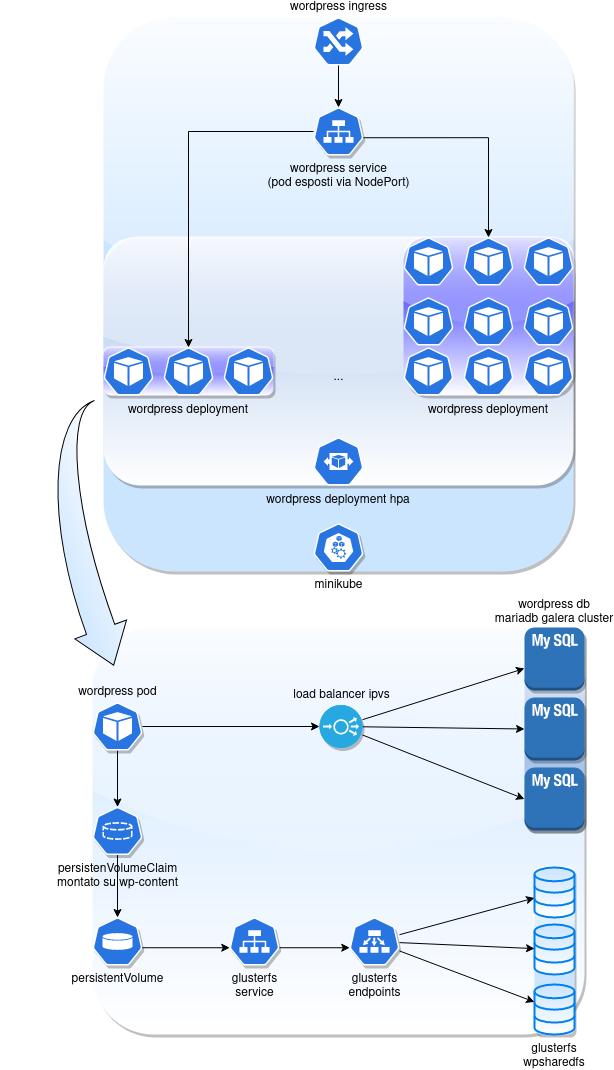 wordpress ingress
wordpress service
(pod esposti via NodePort)
...
wordpress deployment
wordpress deployment
wordpress deployment hpa
minikube
wordpress db
mariadb galera cluster
My SQL
wordpress pod
load balancer ipvs
My SQL
My SQL
persistenVolumeClaim
montato su wp-content
persistentVolume
glusterfs
service
glusterfs
endpoints
glusterfs
wpsharedfs